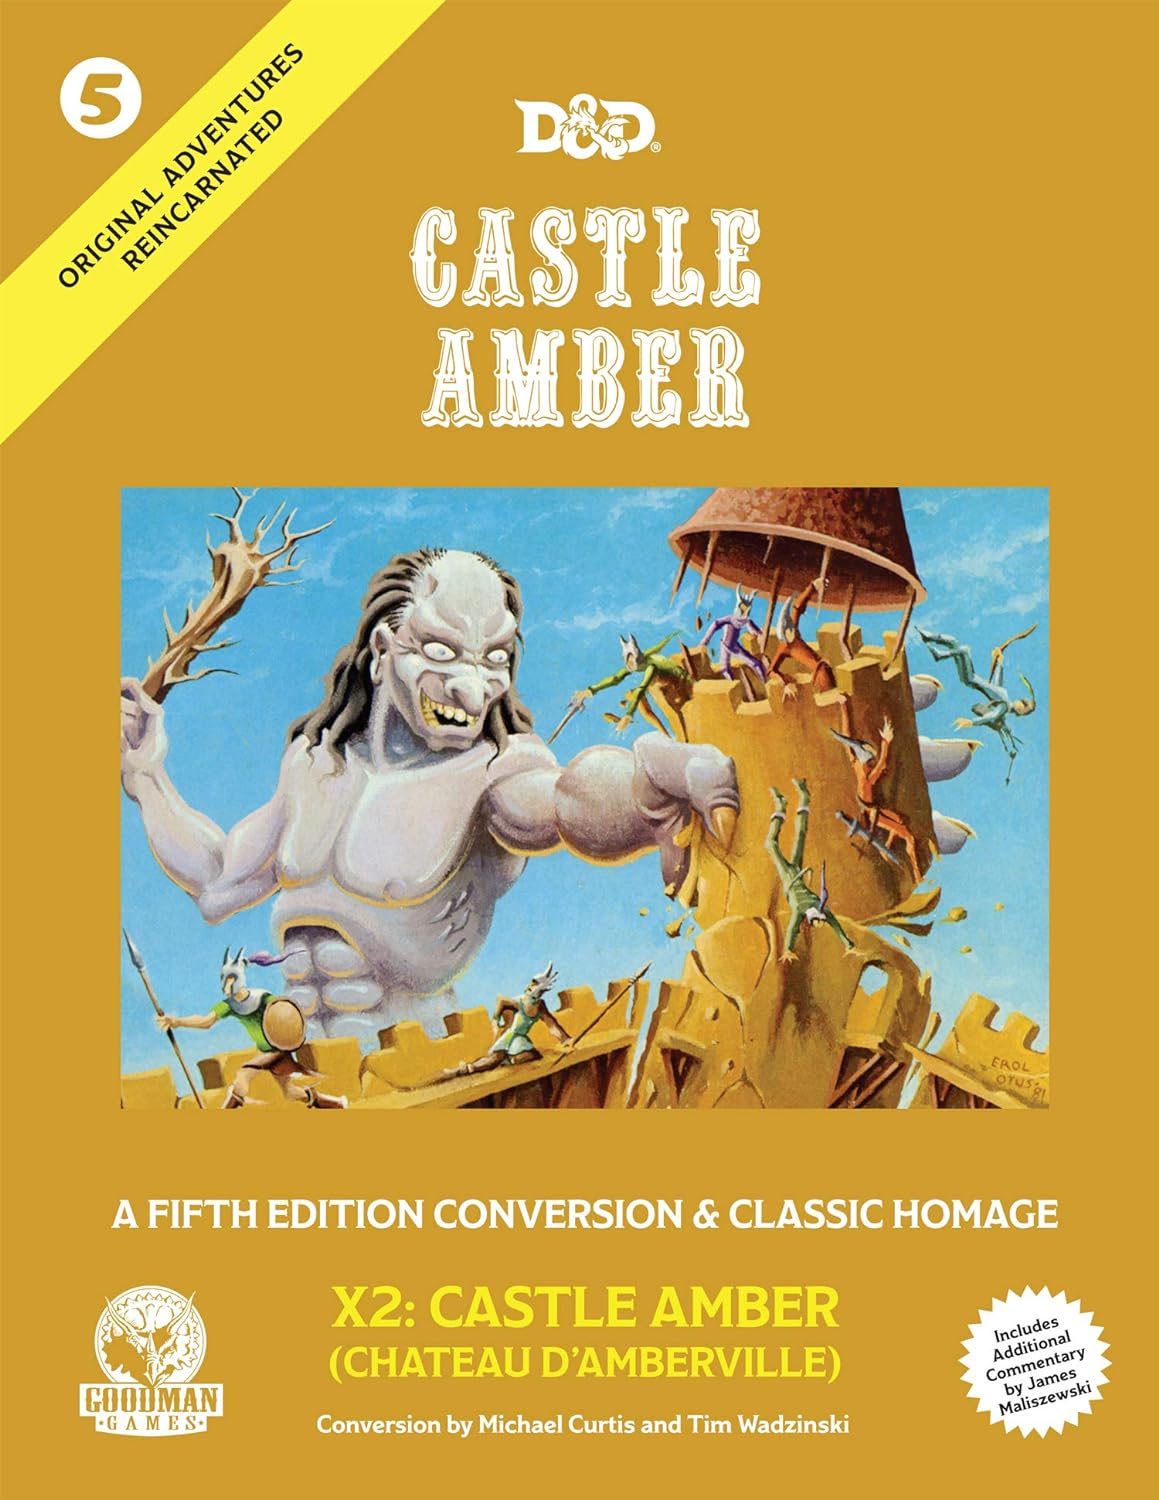 5
ORIGINAL ADVENTURES
REINCARNATED
D&D®
CASTLE
AMBER
EROL
OTUS
81
A FIFTH EDITION CONVERSION & CLASSIC HOMAGE
X2: CASTLE AMBER
(CHATEAU D'AMBERVILLE)
Conversion by Michael Curtis and Tim Wadzinski
GOODMAN
GAMES
Includes
Additional
Commentary
by James
Maliszewski